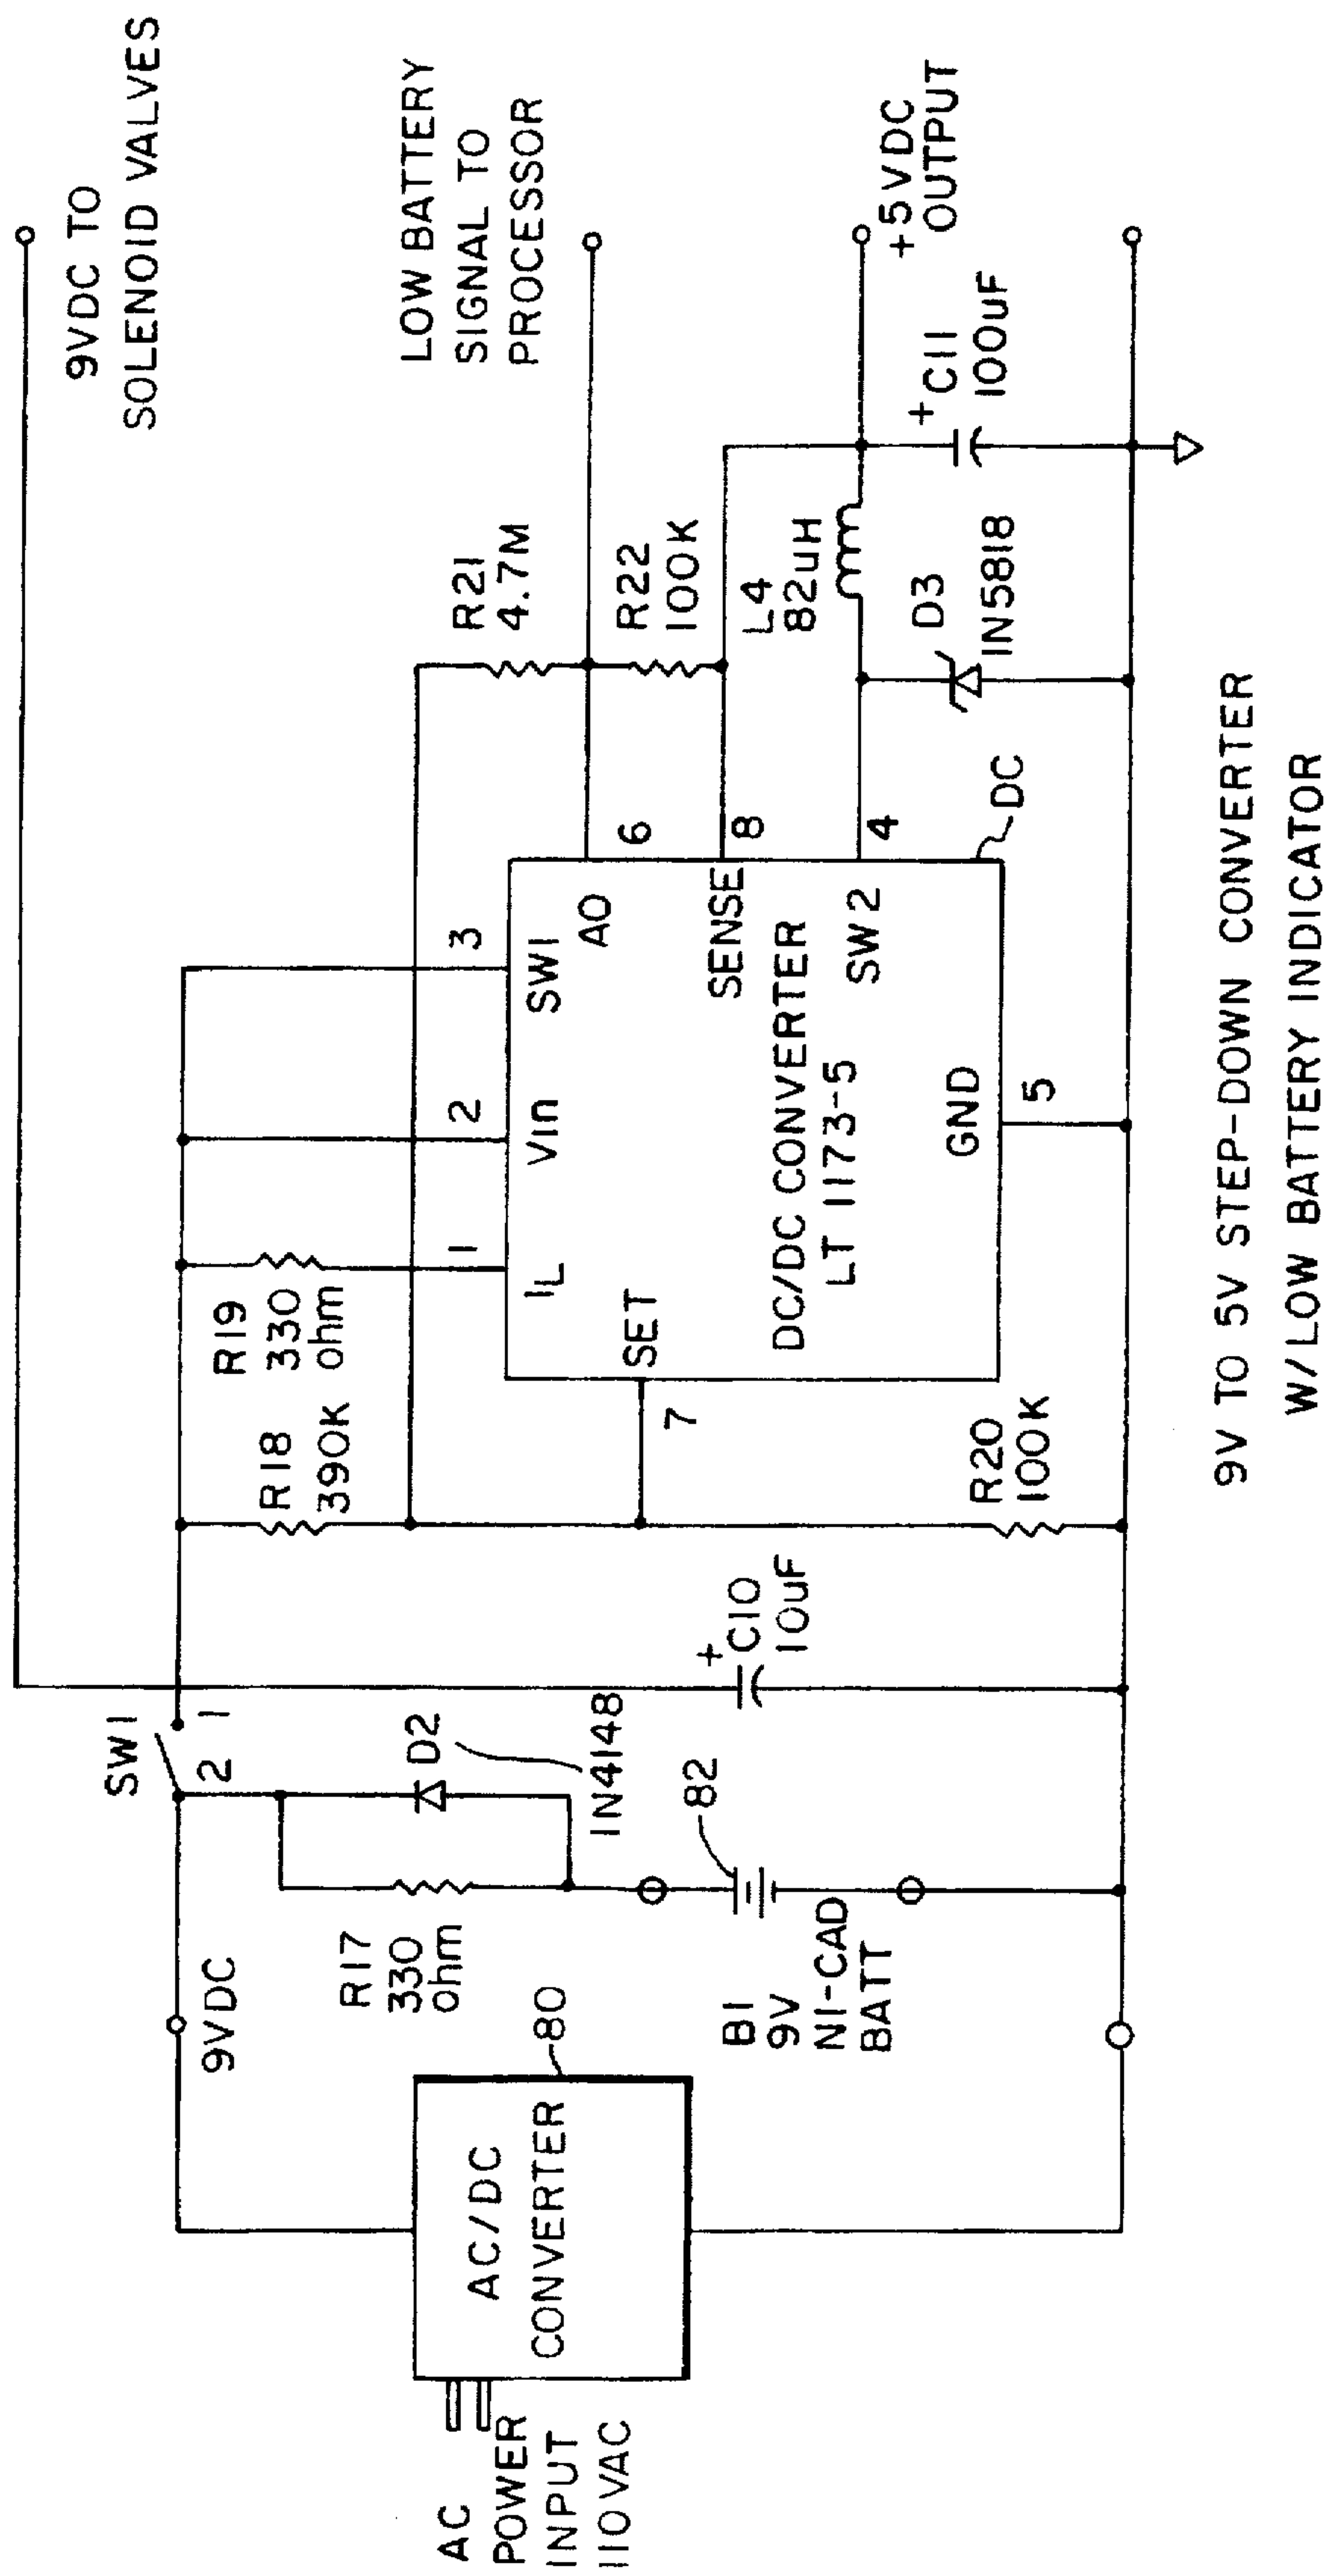 9VDC TO
SOLENOID VALVES
LOW BATTERY
SIGNAL TO
PROCESSOR
+5VDC
OUTPUT
SW1
1
2
9VDC
R17
330
ohm
D2
IN4148
82
B1
9V
NI-CAD
BATT
80
AC/DC
CONVERTER
AC
POWER
INPUT
110VAC
+
C10
10uF
R18
390K
R19
330
ohm
1
2
3
IL
Vin
SW1
A0
6
SENSE
8
SW2
4
SET
7
DC/DC CONVERTER
LT 1173-5
GND
5
DC
R20
100K
R21
4.7M
R22
100K
L4
82uH
D3
IN5818
+
C11
100uF
9V TO 5V STEP-DOWN CONVERTER
W/LOW BATTERY INDICATOR